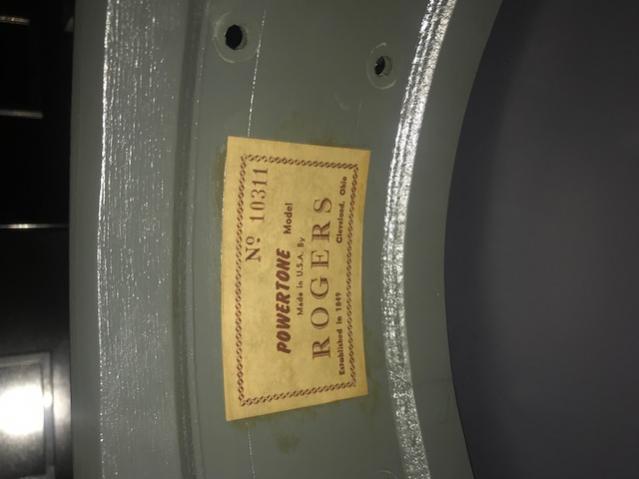 Nº 10311
POWERTONE Model
Made in U.S.A. By
ROGERS
Established in 1849 Cleveland, Ohio